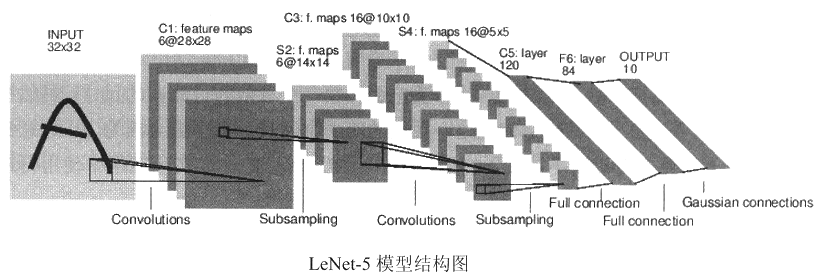 INPUT
32x32
C1: feature maps
6@28x28
S2: f. maps
6@14x14
C3: f. maps 16@10x10
S4: f. maps 16@5x5
C5: layer
120
F6: layer
84
OUTPUT
10
Convolutions
Subsampling
Convolutions
Subsampling
Full connection
Full connection
Gaussian connections
LeNet-5 模型结构图